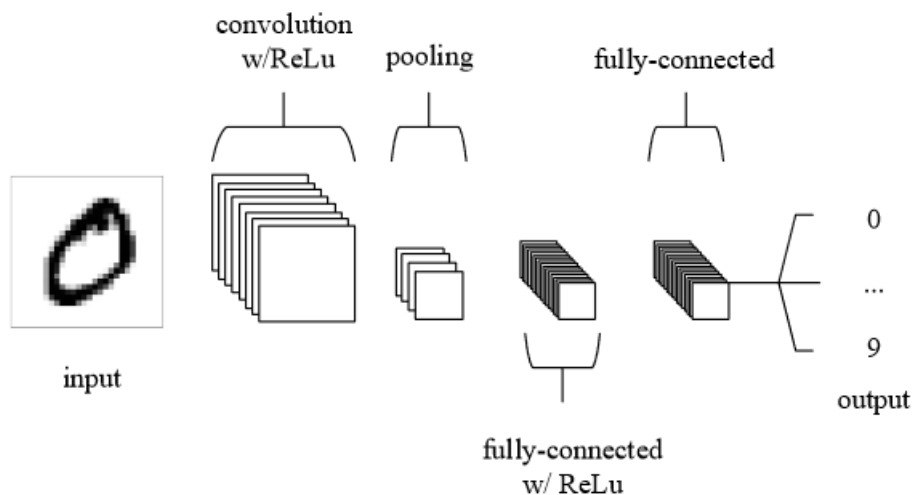 convolution
w/ReLu
pooling
fully-connected
input
0
...
9
output
fully-connected
w/ ReLu